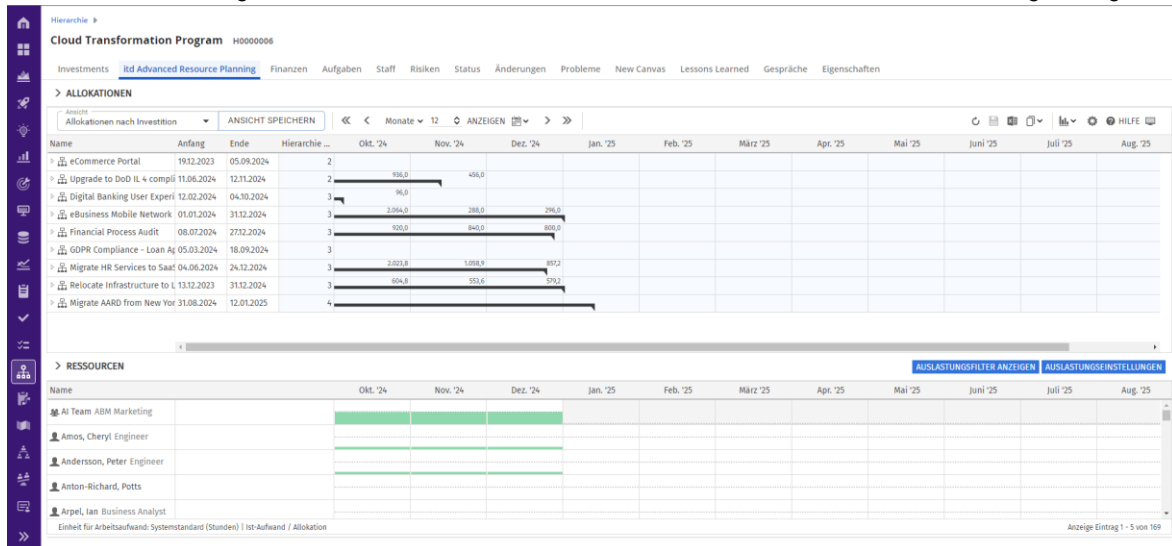 Hierarchie
Cloud Transformation Program H0000006
Investments itd Advanced Resource Planning Finanzen Aufgaben Staff Risiken Status Änderungen Probleme New Canvas Lessons Learned Gespräche Eigenschaften
ALLOKATIONEN
Ansicht
Allokationen nach Investition ANSICHT SPEICHERN Monate 12 ANZEIGEN HILFE
Name Anfang Ende Hierarchie ... Okt. '24 Nov. '24 Dez. '24 Jan. '25 Feb. '25 März '25 Apr. '25 Mai '25 Juni '25 Juli '25 Aug. '25
eCommerce Portal 19.12.2023 05.09.2024 2
Upgrade to DoD IL 4 compli 11.06.2024 12.11.2024 2 936,0 456,0
Digital Banking User Experi 12.02.2024 04.10.2024 3 96,0
eBusiness Mobile Network 01.01.2024 31.12.2024 3 2.064,0 288,0 296,0
Financial Process Audit 08.07.2024 27.12.2024 3 920,0 840,0 800,0
GDPR Compliance - Loan Ap 05.03.2024 18.09.2024 3
Migrate HR Services to SaaS 04.06.2024 24.12.2024 3 2.023,8 1.058,9 857,2
Relocate Infrastructure to L 13.12.2023 31.12.2024 3 604,8 553,6 579,2
Migrate AARD from New Yor 31.08.2024 12.01.2025 4
RESSOURCEN AUSLASTUNGSFILTER ANZEIGEN AUSLASTUNGSEINSTELLUNGEN
Name Okt. '24 Nov. '24 Dez. '24 Jan. '25 Feb. '25 März '25 Apr. '25 Mai '25 Juni '25 Juli '25 Aug. '25
AI Team ABM Marketing
Amos, Cheryl Engineer
Andersson, Peter Engineer
Anton-Richard, Potts
Arpel, Ian Business Analyst
Einheit für Arbeitsaufwand: Systemstandard (Stunden) | Ist-Aufwand / Allokation Anzeige Eintrag 1 - 5 von 169